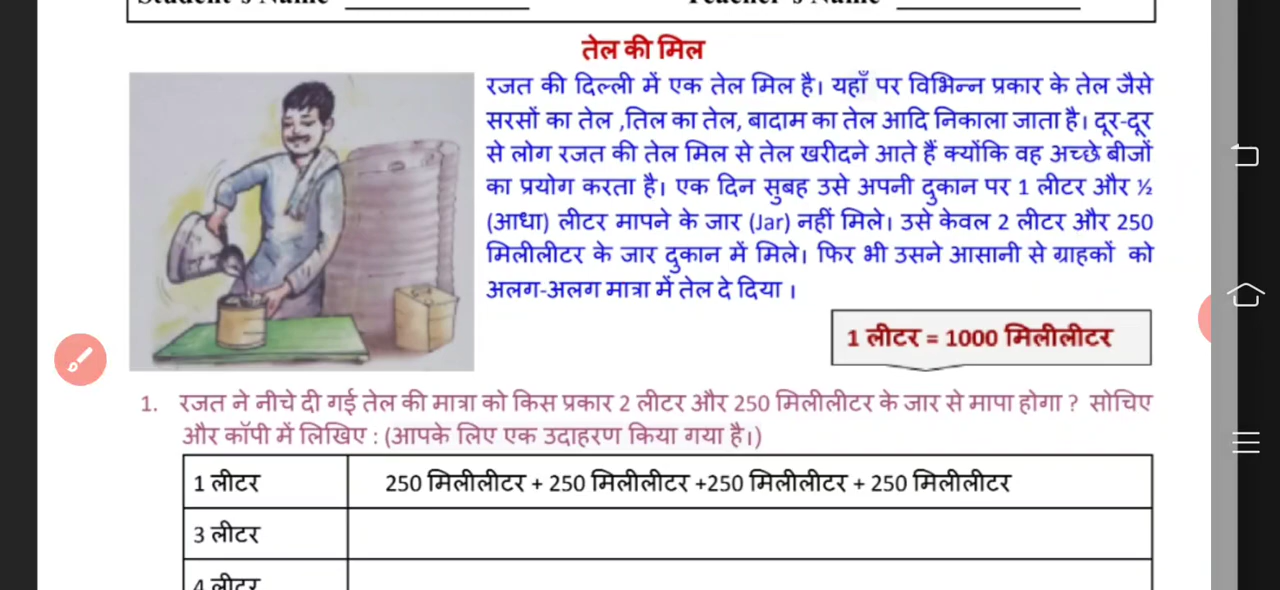 तेल की मिल
रजत की दिल्ली में एक तेल मिल है। यहाँ पर विभिन्न प्रकार के तेल जैसे
सरसों का तेल ,तिल का तेल, बादाम का तेल आदि निकाला जाता है। दूर-दूर
से लोग रजत की तेल मिल से तेल खरीदने आते हैं क्योंकि वह अच्छे बीजों
का प्रयोग करता है। एक दिन सुबह उसे अपनी दुकान पर 1 लीटर और ½
(आधा) लीटर मापने के जार (Jar) नहीं मिले। उसे केवल 2 लीटर और 250
मिलीलीटर के जार दुकान में मिले। फिर भी उसने आसानी से ग्राहकों को
अलग-अलग मात्रा में तेल दे दिया ।
1 लीटर = 1000 मिलीलीटर
1. रजत ने नीचे दी गई तेल की मात्रा को किस प्रकार 2 लीटर और 250 मिलीलीटर के जार से मापा होगा ? सोचिए
और कॉपी में लिखिए : (आपके लिए एक उदाहरण किया गया है।)
1 लीटर 250 मिलीलीटर + 250 मिलीलीटर +250 मिलीलीटर + 250 मिलीलीटर
3 लीटर
4 लीटर